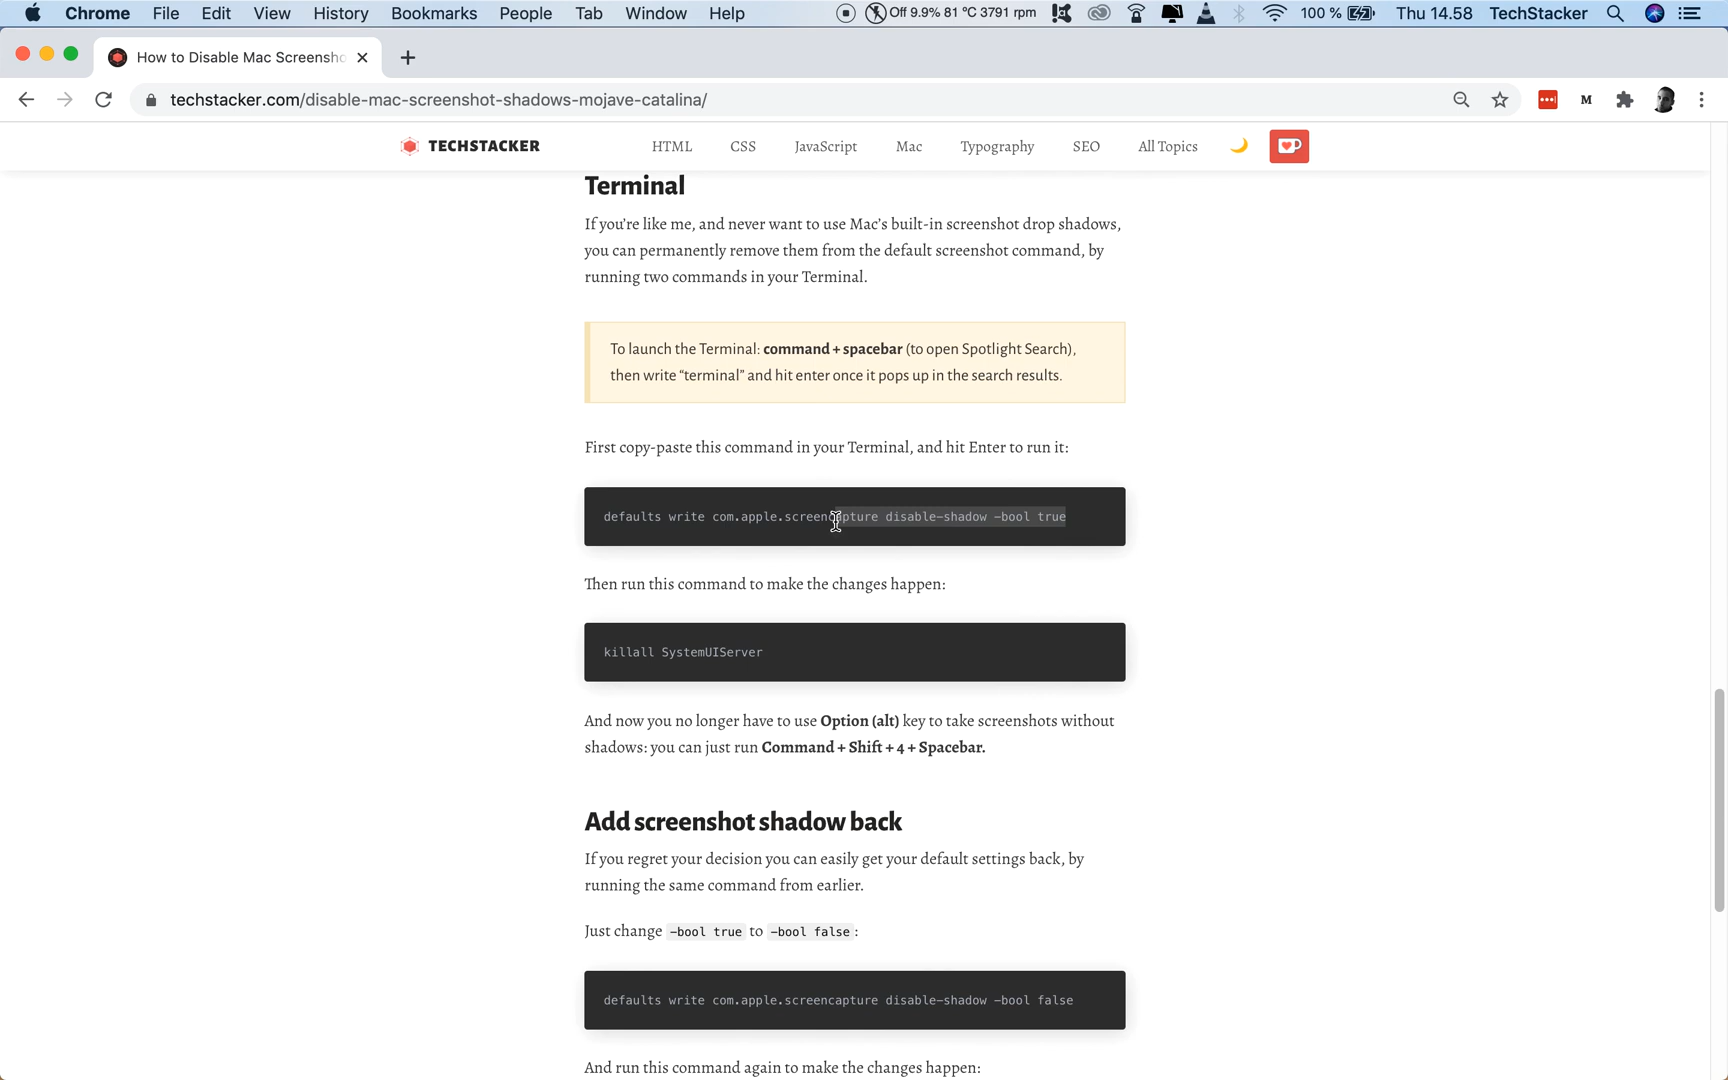 Chrome File Edit View History Bookmarks People Tab Window Help Off 9.9% 81 °C 3791 rpm 100 % Thu 14.58 TechStacker
How to Disable Mac Screensho
techstacker.com/disable-mac-screenshot-shadows-mojave-catalina/ M
TECHSTACKER HTML CSS JavaScript Mac Typography SEO All Topics
Terminal
If you're like me, and never want to use Mac's built-in screenshot drop shadows,
you can permanently remove them from the default screenshot command, by
running two commands in your Terminal.
To launch the Terminal: command + spacebar (to open Spotlight Search),
then write “terminal” and hit enter once it pops up in the search results.
First copy-paste this command in your Terminal, and hit Enter to run it:
defaults write com.apple.screencapture disable-shadow -bool true
Then run this command to make the changes happen:
killall SystemUIServer
And now you no longer have to use Option (alt) key to take screenshots without
shadows: you can just run Command + Shift + 4 + Spacebar.
Add screenshot shadow back
If you regret your decision you can easily get your default settings back, by
running the same command from earlier.
Just change -bool true to -bool false :
defaults write com.apple.screencapture disable-shadow -bool false
And run this command again to make the changes happen: